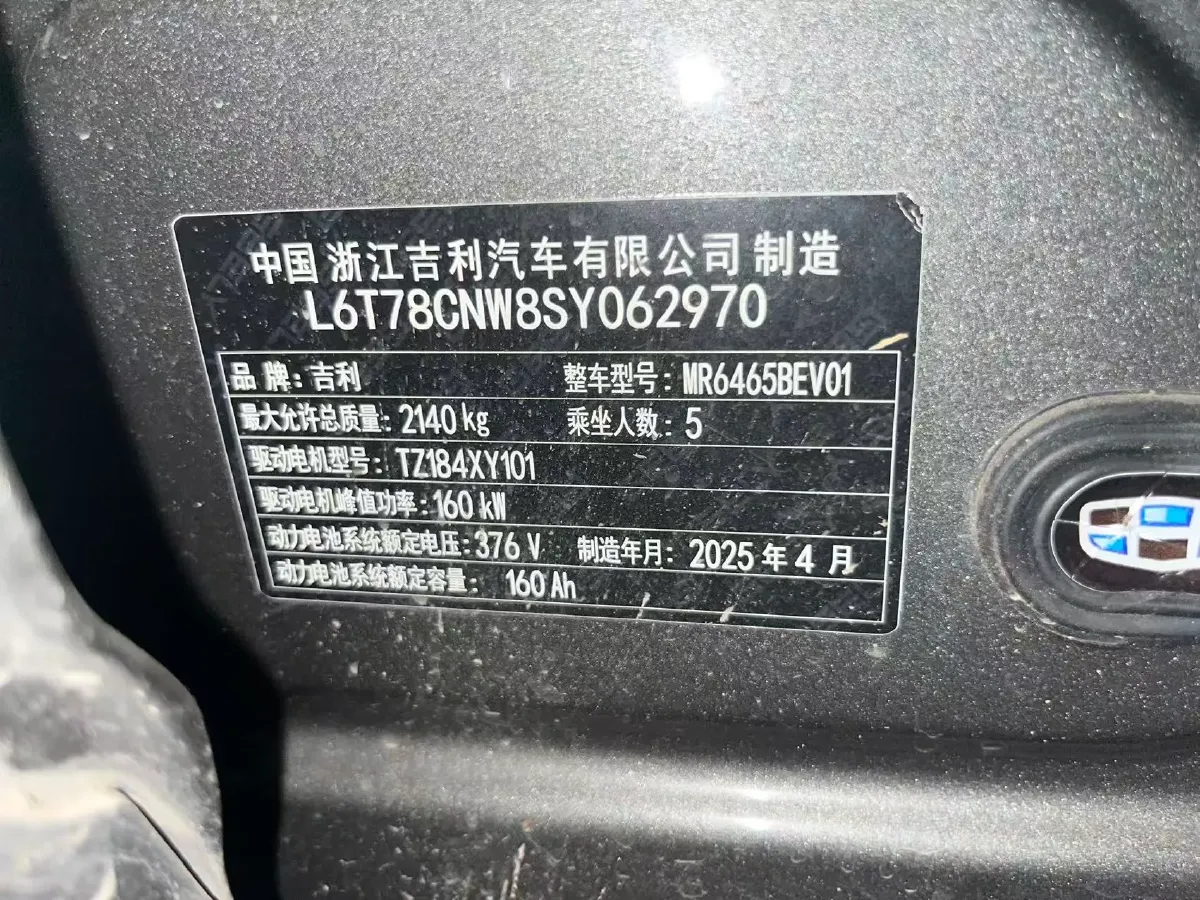 中国 浙江吉利汽车有限公司 制造
L6T78CNW8SY062970
品 牌：吉利 整车型号：MR6465BEV01
最大允许总质量：2140 kg 乘坐人数：5
驱动电机型号：TZ184XY101
驱动电机峰值功率：160 kW
动力电池系统额定电压：376 V 制造年月：2025 年 4 月
动力电池系统额定容量：160 Ah